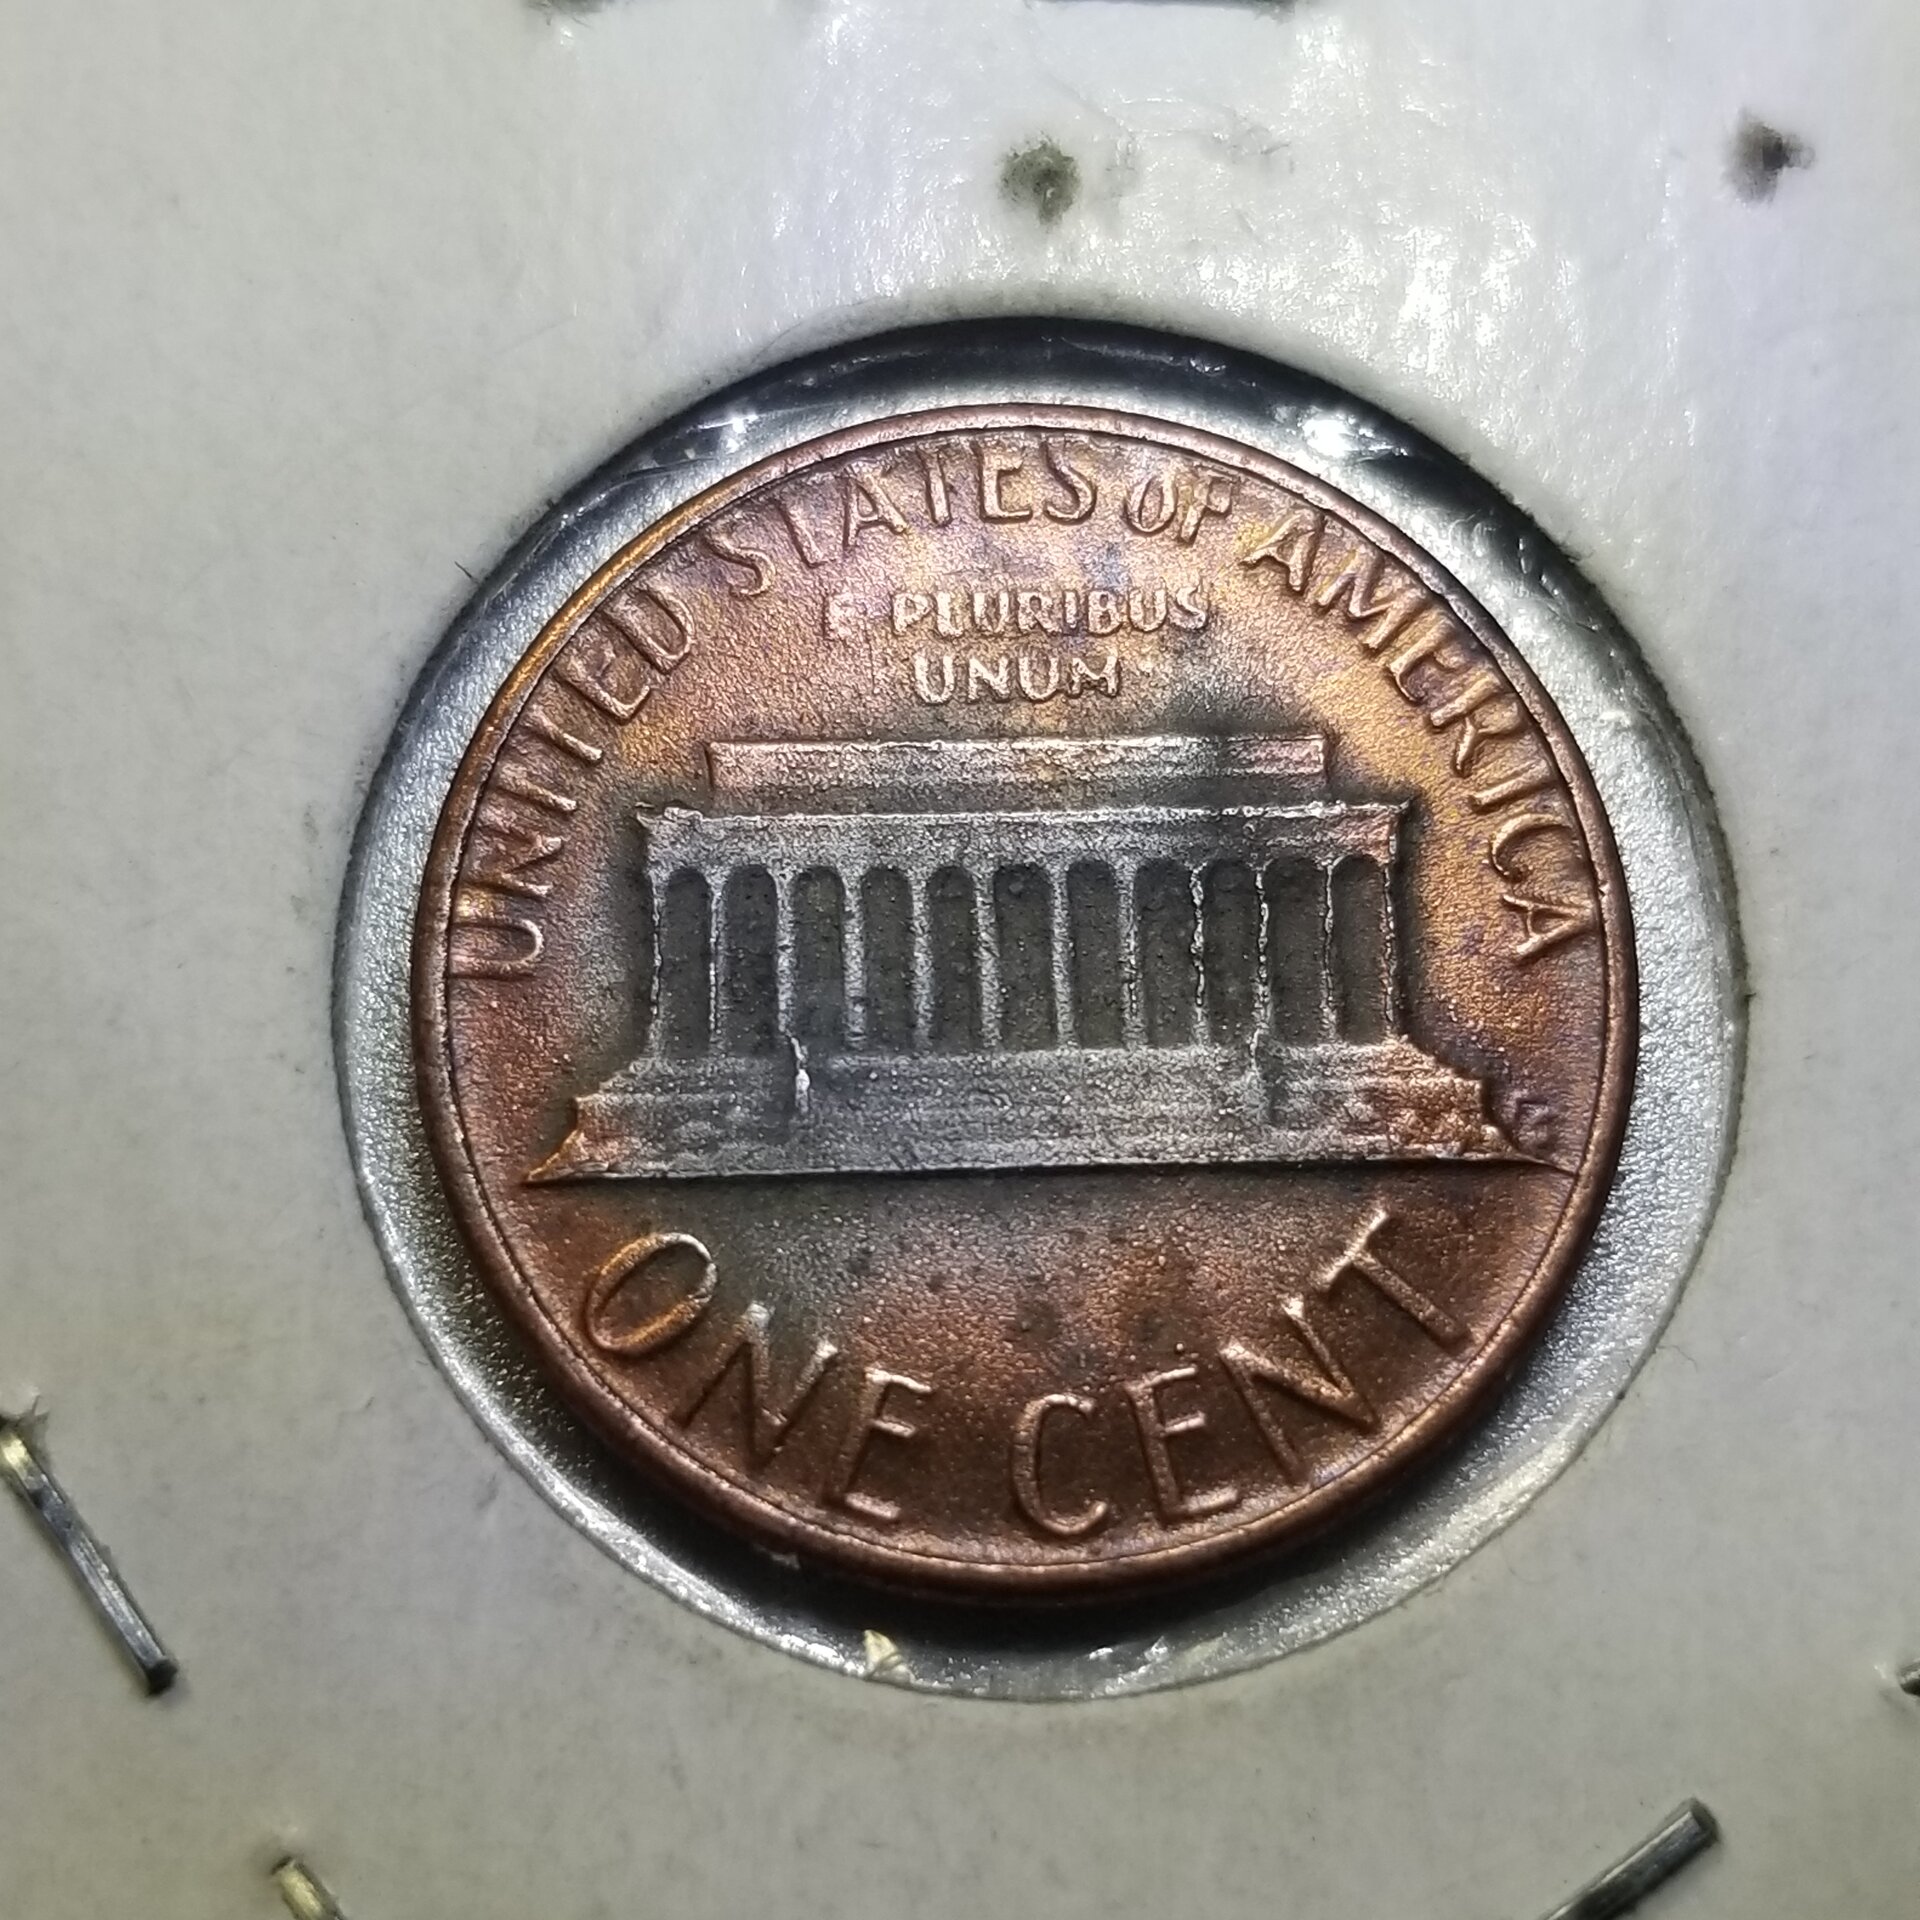 UNITED STATES OF AMERICA
E PLURIBUS
UNUM
ONE CENT